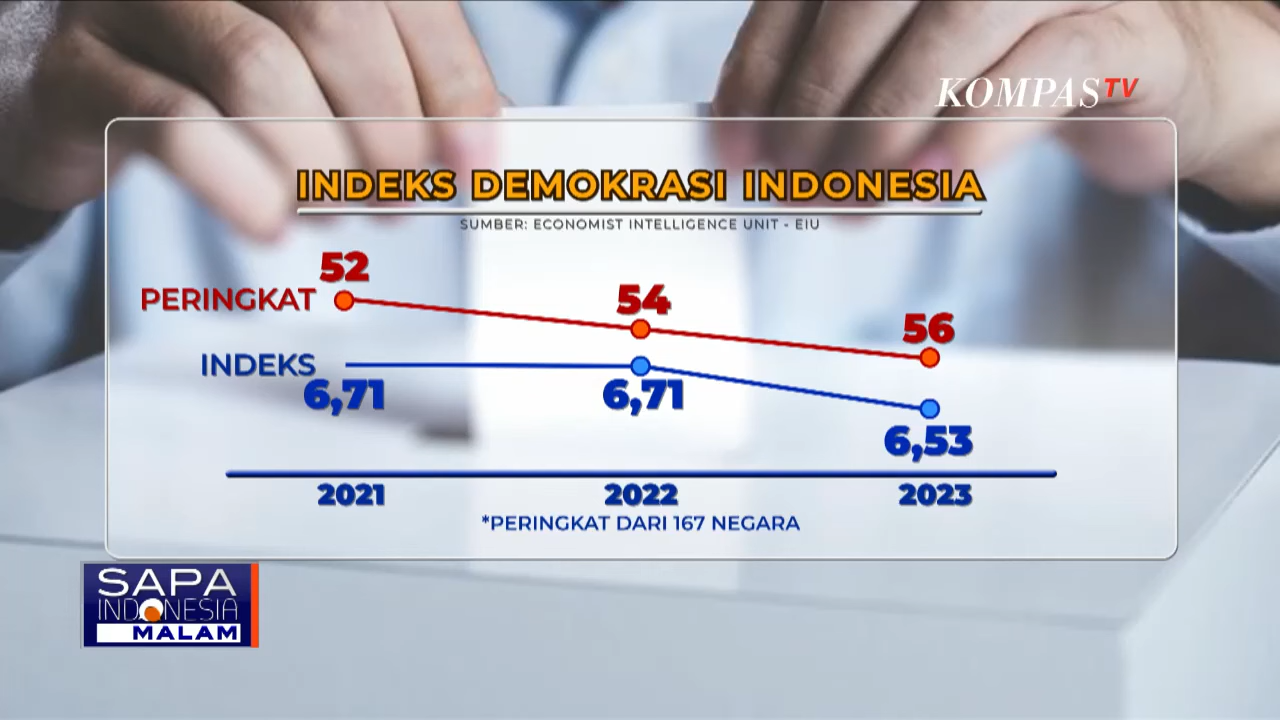 KOMPASTV
INDEKS DEMOKRASI INDONESIA
SUMBER: ECONOMIST INTELLIGENCE UNIT - EIU
PERINGKAT
52
54
56
INDEKS
6,71
6,71
6,53
2021
2022
2023
*PERINGKAT DARI 167 NEGARA
SAPA
INDONESIA
MALAM